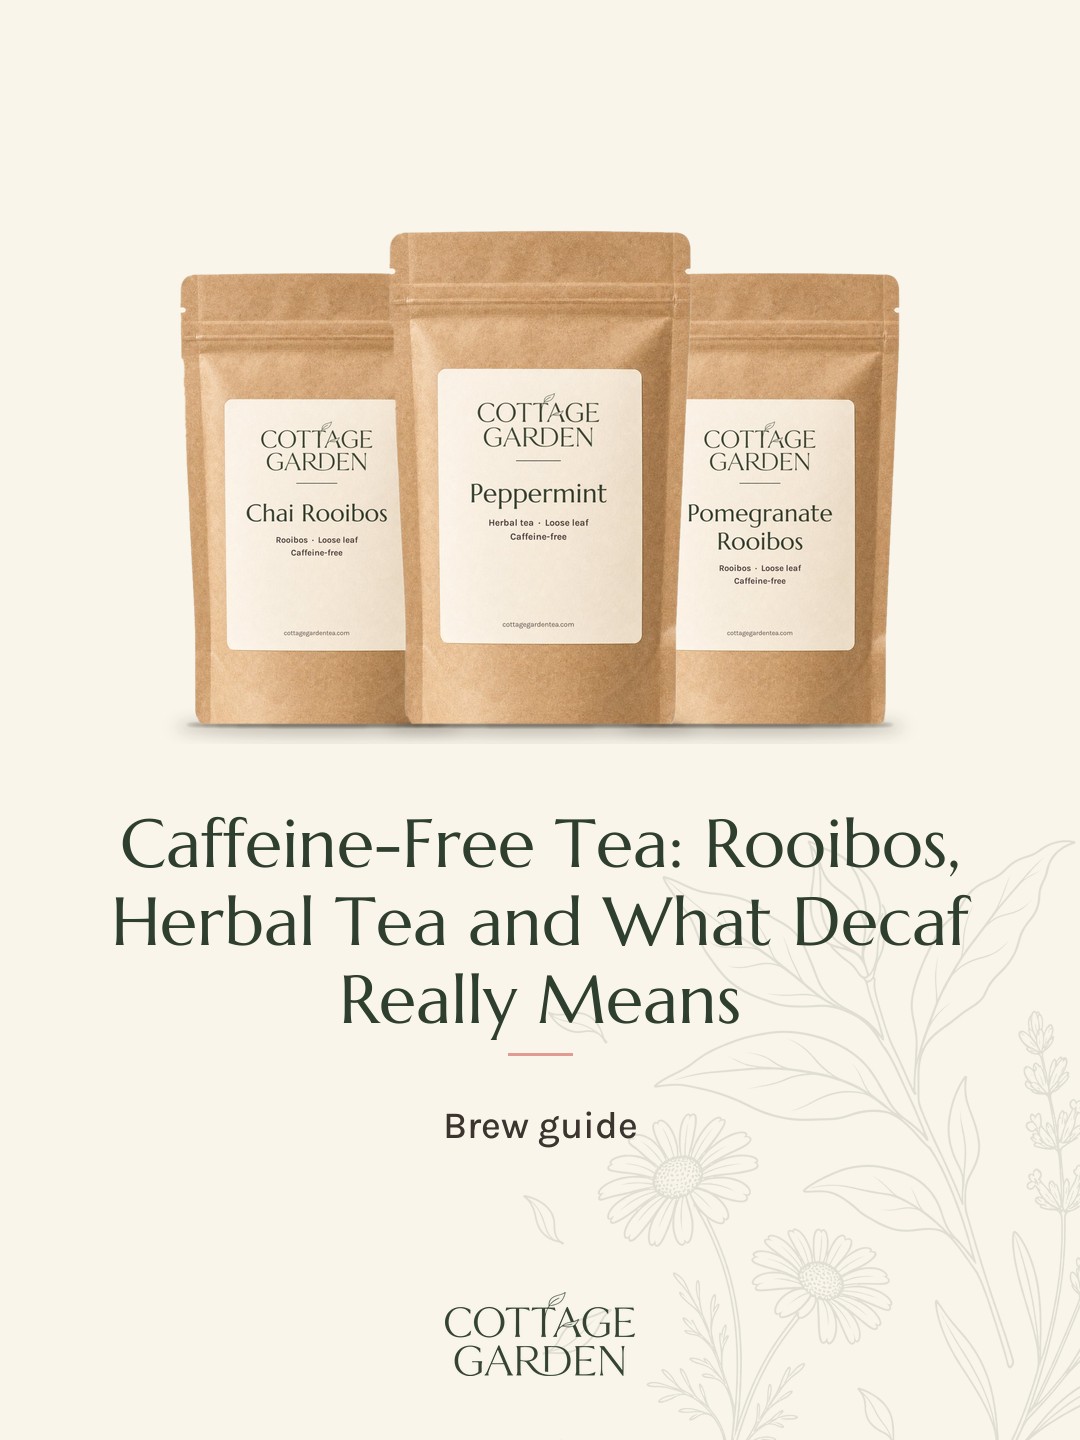 COTTAGE
GARDEN
Chai Rooibos
Rooibos · Loose leaf
Caffeine-free
cottagegardentea.com
COTTAGE
GARDEN
Peppermint
Herbal tea · Loose leaf
Caffeine-free
cottagegardentea.com
COTTAGE
GARDEN
Pomegranate
Rooibos
Rooibos · Loose leaf
Caffeine-free
cottagegardentea.com
Caffeine-Free Tea: Rooibos,
Herbal Tea and What Decaf
Really Means
Brew guide
COTTAGE
GARDEN